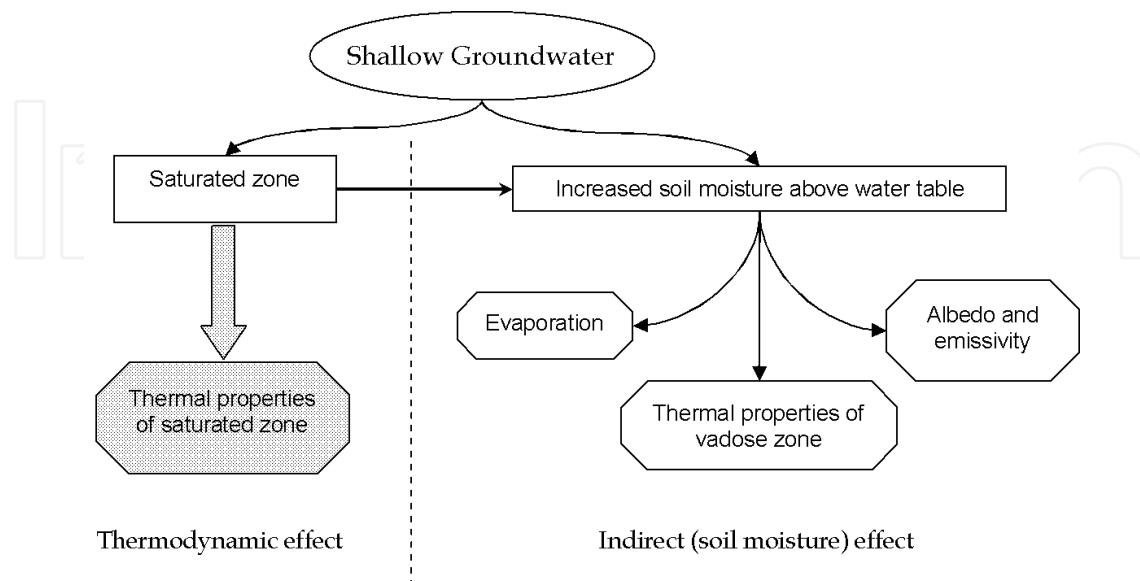 Shallow Groundwater
Saturated zone
Increased soil moisture above water table
Evaporation
Albedo and
emissivity
Thermal properties
of saturated zone
Thermal properties of
vadose zone
Thermodynamic effect
Indirect (soil moisture) effect